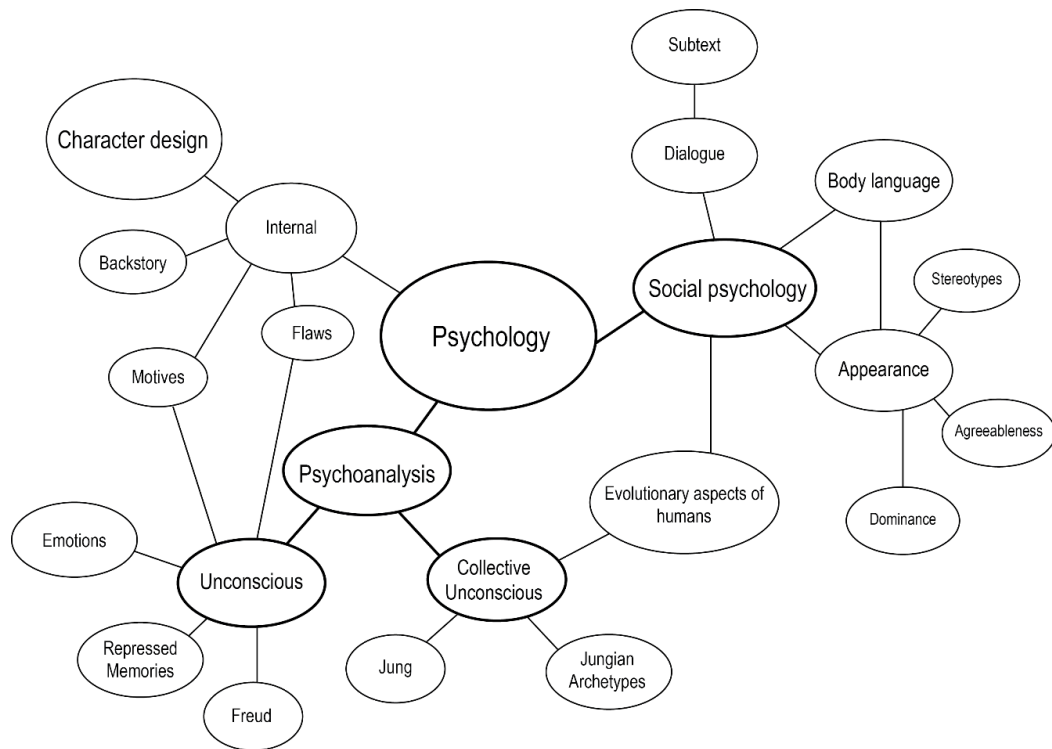 Subtext
Character design
Dialogue
Body language
Internal
Backstory
Social psychology
Stereotypes
Psychology
Flaws
Motives
Appearance
Agreeableness
Psychoanalysis
Evolutionary aspects of
humans
Dominance
Emotions
Unconscious
Collective
Unconscious
Repressed
Memories
Jung
Jungian
Archetypes
Freud